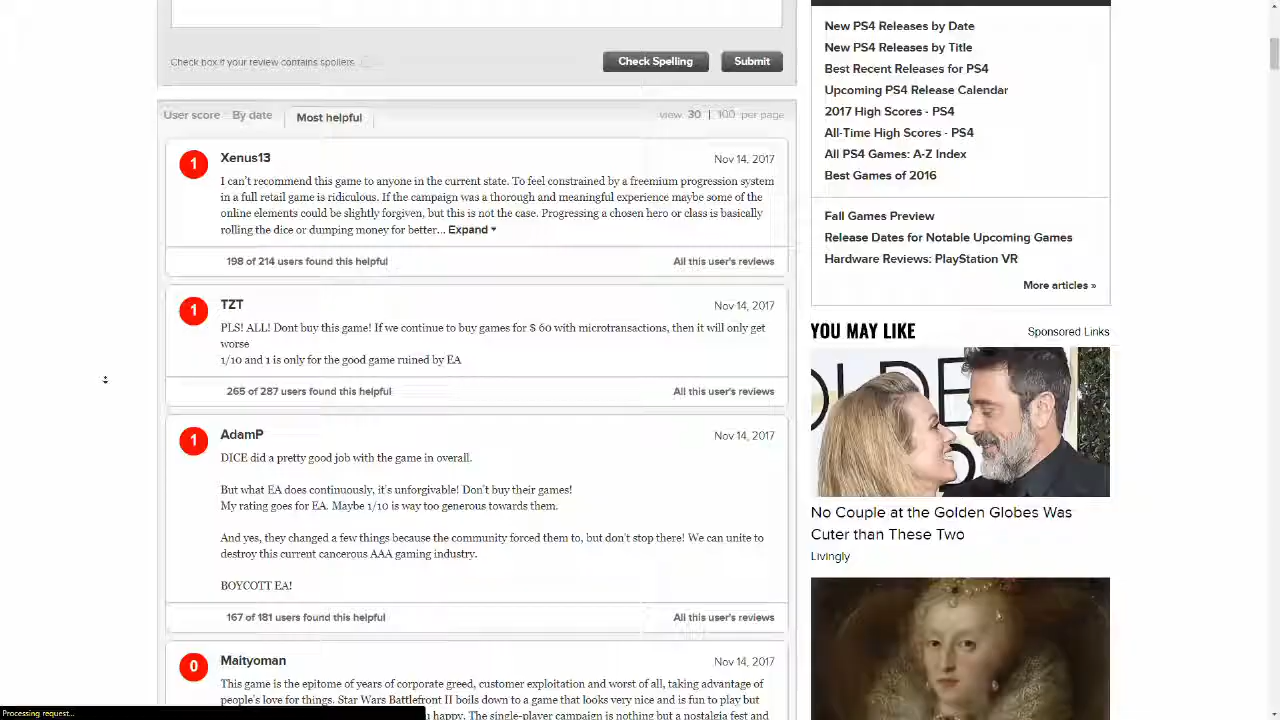 Check box if your review contains spoilers
Check Spelling
Submit
User score
By date
Most helpful
view 30 | 100 per page
1
Xenus13
Nov 14, 2017
I can't recommend this game to anyone in the current state. To feel constrained by a freemium progression system
in a full retail game is ridiculous. If the campaign was a thorough and meaningful experience maybe some of the
online elements could be slightly forgiven, but this is not the case. Progressing a chosen hero or class is basically
rolling the dice or dumping money for better... Expand
198 of 214 users found this helpful
All this user's reviews
1
TZT
Nov 14, 2017
PLS! ALL! Dont buy this game! If we continue to buy games for $ 60 with microtransactions, then it will only get
worse
1/10 and 1 is only for the good game ruined by EA
265 of 287 users found this helpful
All this user's reviews
1
AdamP
Nov 14, 2017
DICE did a pretty good job with the game in overall.
But what EA does continuously, it's unforgivable! Don't buy their games!
My rating goes for EA. Maybe 1/10 is way too generous towards them.
And yes, they changed a few things because the community forced them to, but don't stop there! We can unite to
destroy this current cancerous AAA gaming industry.
BOYCOTT EA!
167 of 181 users found this helpful
All this user's reviews
0
Maityoman
Nov 14, 2017
This game is the epitome of years of corporate greed, customer exploitation and worst of all, taking advantage of
people's love for things. Star Wars Battlefront II boils down to a game that looks very nice and is fun to play but
happy. The single-player campaign is nothing but a nostalgia fest and
Processing request...
New PS4 Releases by Date
New PS4 Releases by Title
Best Recent Releases for PS4
Upcoming PS4 Release Calendar
2017 High Scores - PS4
All-Time High Scores - PS4
All PS4 Games: A-Z Index
Best Games of 2016
Fall Games Preview
Release Dates for Notable Upcoming Games
Hardware Reviews: PlayStation VR
More articles »
YOU MAY LIKE
Sponsored Links
No Couple at the Golden Globes Was
Cuter than These Two
Livingly